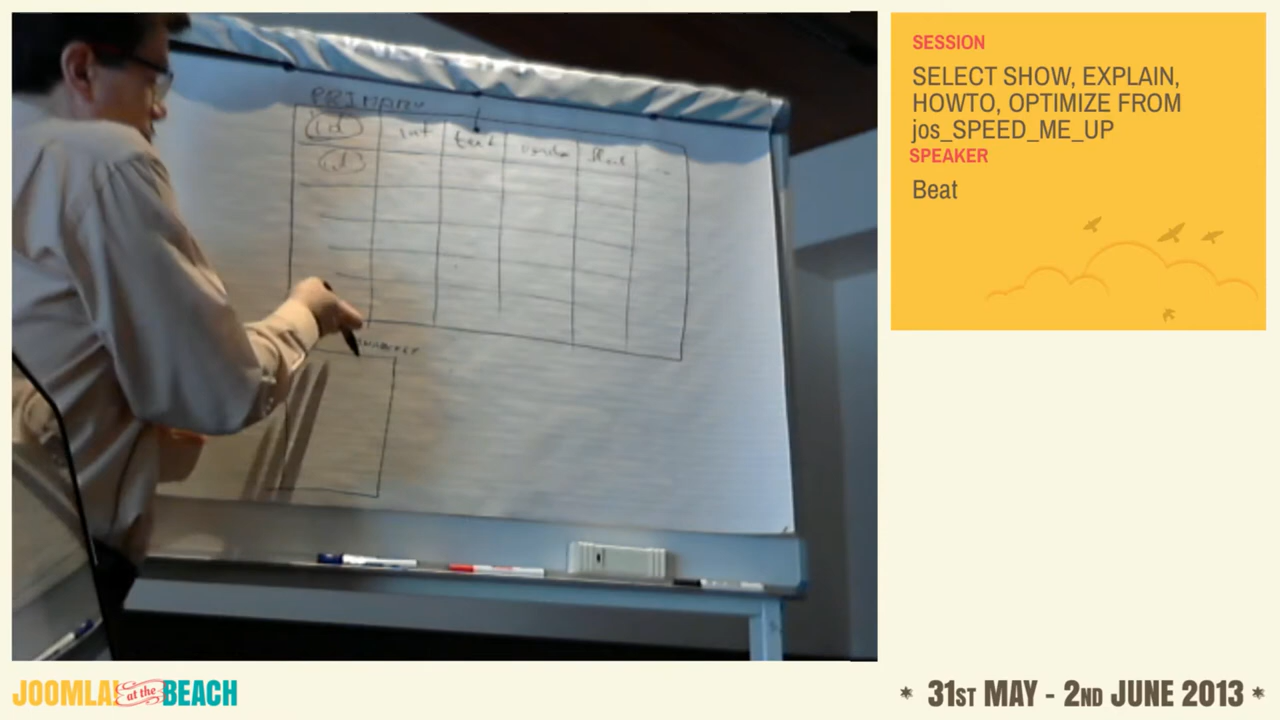 SESSION
SELECT SHOW, EXPLAIN,
HOWTO, OPTIMIZE FROM
jos_SPEED_ME_UP
SPEAKER
Beat
PRIMARY
id int text
id
JOOMLA! at the BEACH
* 31ST MAY - 2ND JUNE 2013 *